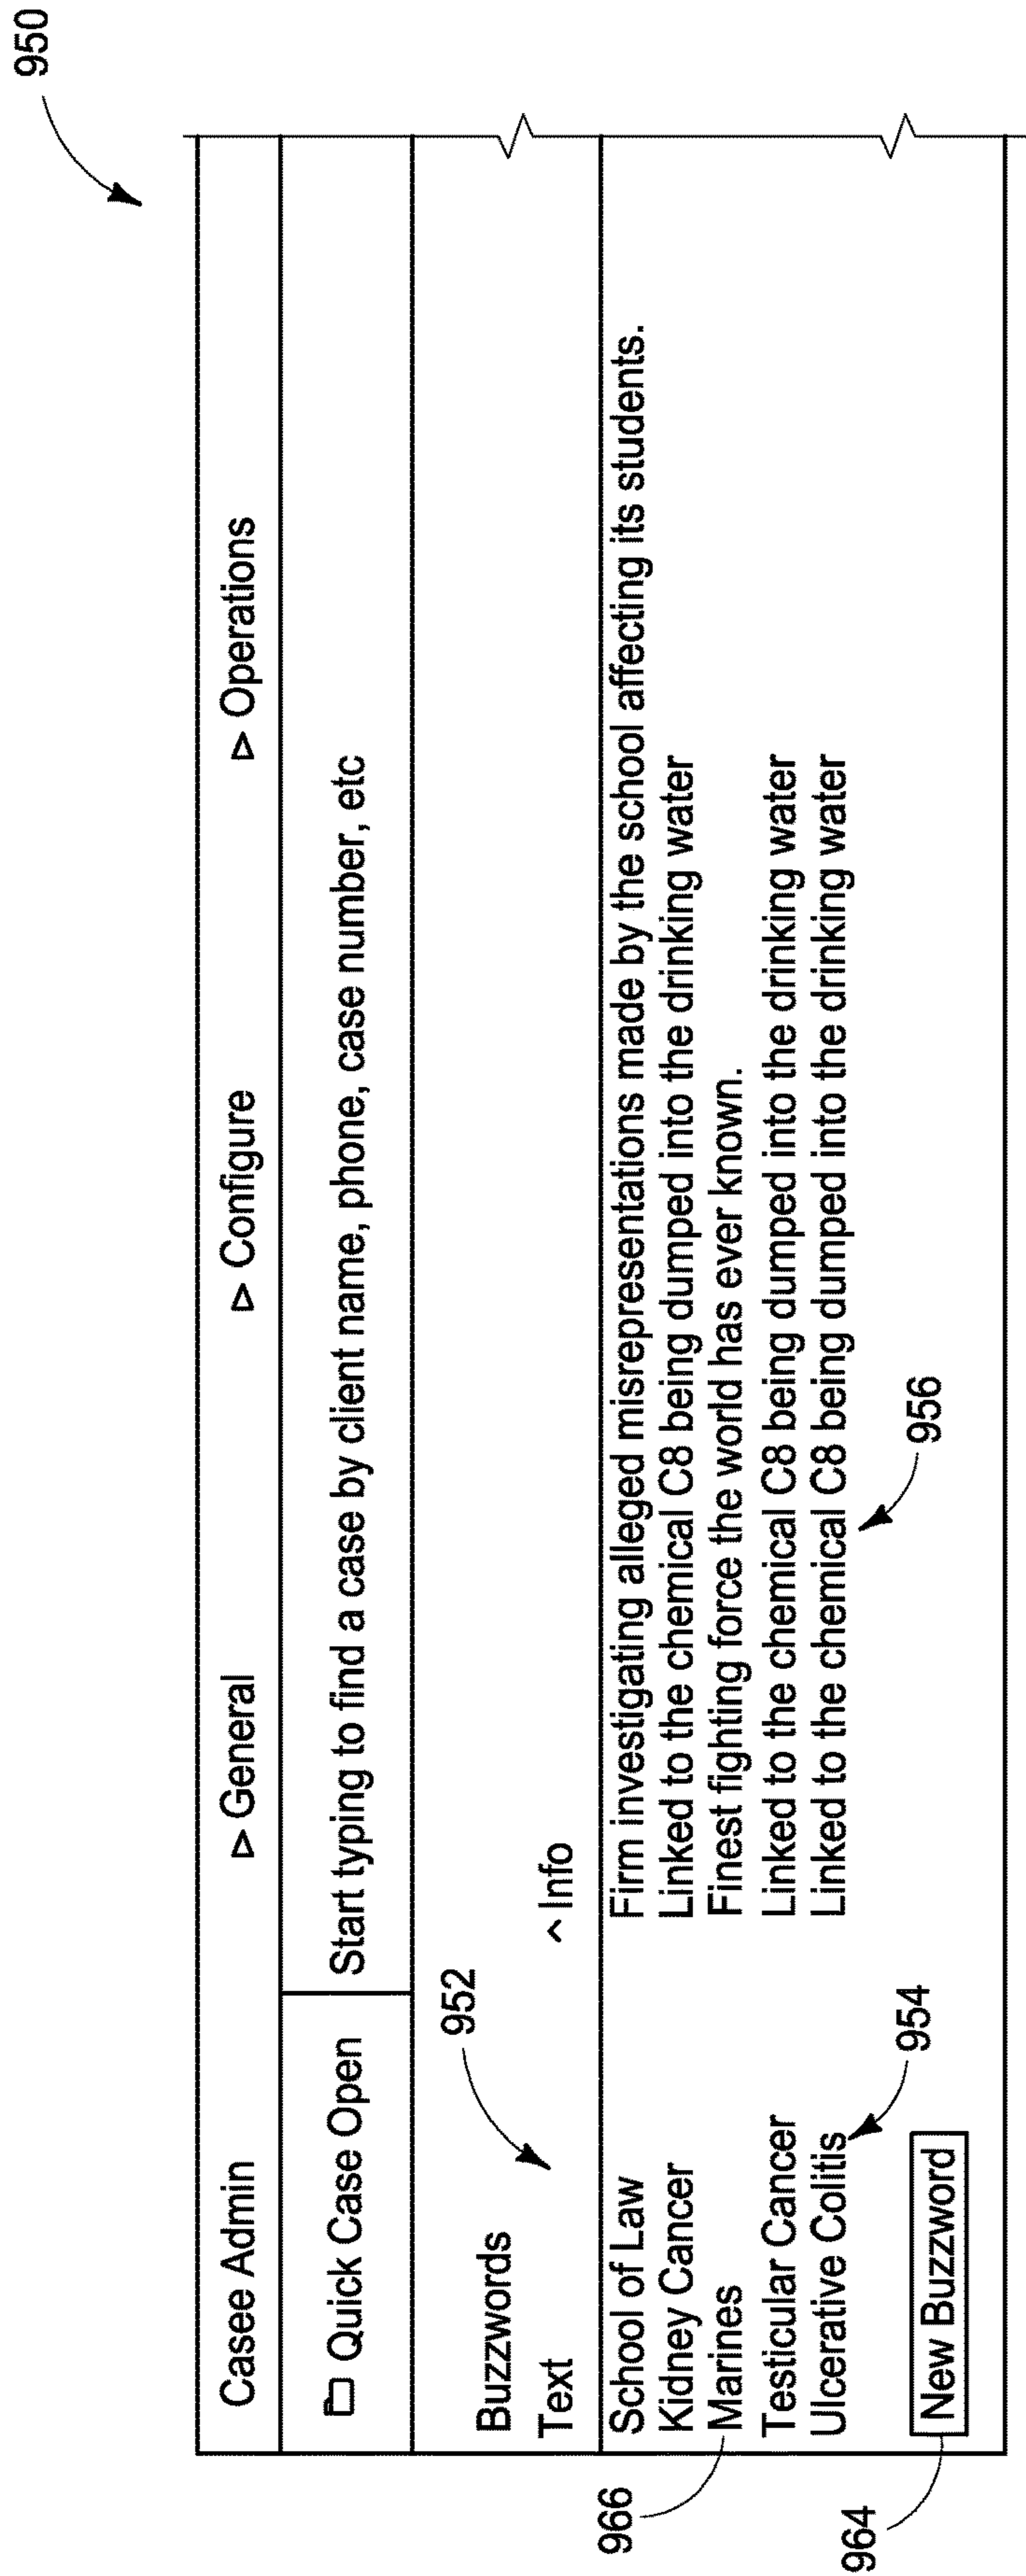 950
Casee Admin ▷ General ▷ Configure ▷ Operations
Quick Case Open Start typing to find a case by client name, phone, case number, etc
952
Buzzwords
Text ^ Info
School of Law Firm investigating alleged misrepresentations made by the school affecting its students.
Kidney Cancer Linked to the chemical C8 being dumped into the drinking water
966
Marines Finest fighting force the world has ever known.
Testicular Cancer Linked to the chemical C8 being dumped into the drinking water
Ulcerative Colitis Linked to the chemical C8 being dumped into the drinking water
954
956
964
New Buzzword